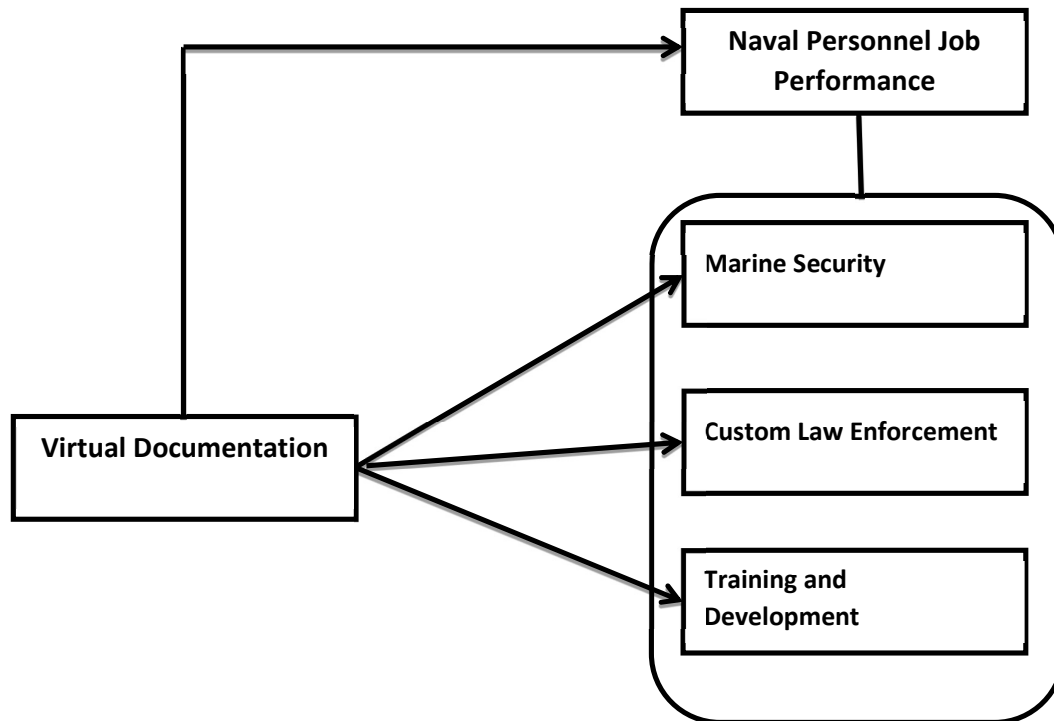 Naval Personnel Job
Performance
Marine Security
Virtual Documentation
Custom Law Enforcement
Training and
Development